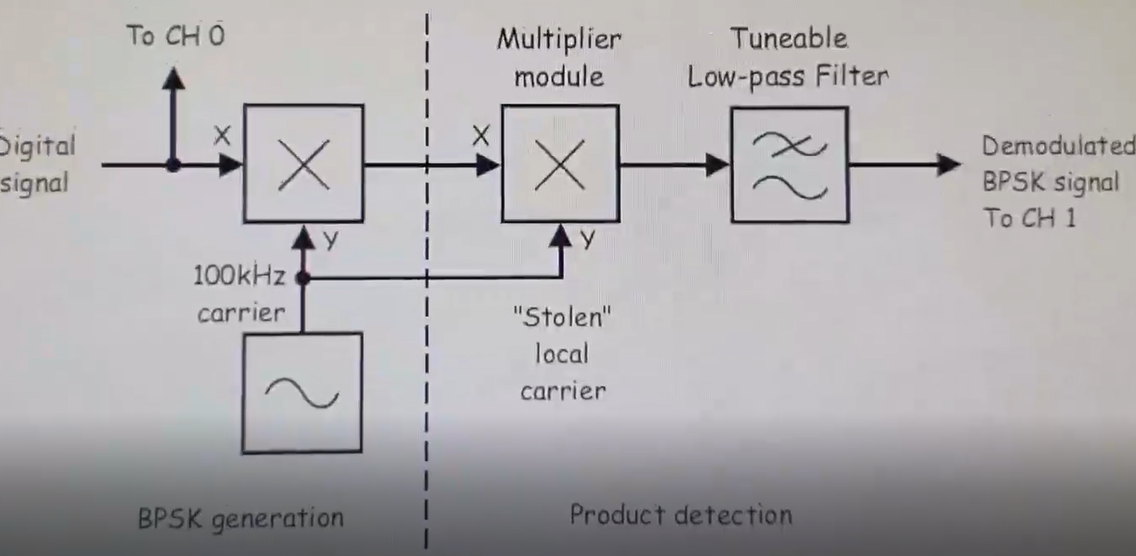 To CH 0
Digital
signal
X
Y
100kHz
carrier
BPSK generation
Multiplier
module
X
Y
"Stolen"
local
carrier
Tuneable
Low-pass Filter
Demodulated
BPSK signal
To CH 1
Product detection